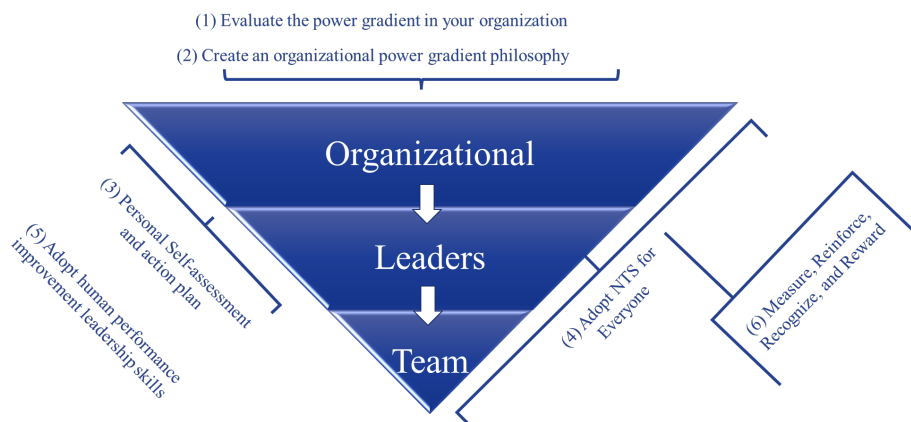 (1) Evaluate the power gradient in your organization
(2) Create an organizational power gradient philosophy
Organizational
Leaders
Team
(3) Personal Self-assessment
and action plan
(5) Adopt human performance
improvement leadership skills
(4) Adopt NTS for
Everyone
(6) Measure, Reinforce,
Recognize, and Reward